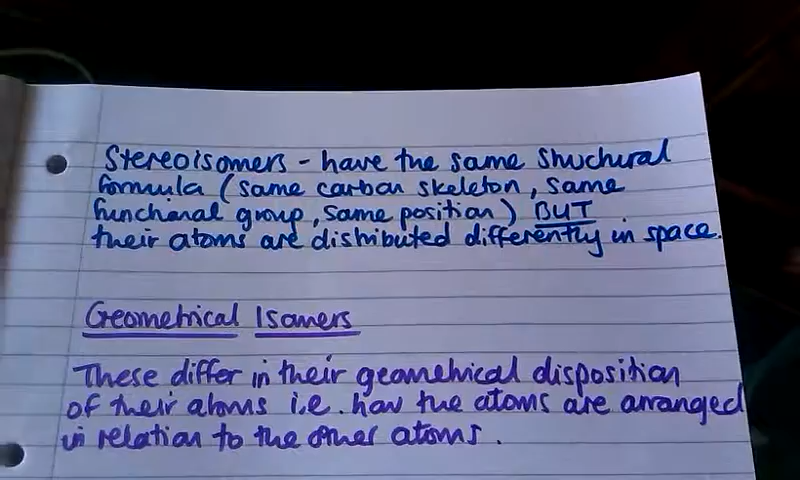 Stereoisomers - have the same structural
formula (same carbon skeleton, same
functional group, same position) BUT
their atoms are distributed differently in space.
Geometrical Isomers
These differ in their geometrical disposition
of their atoms i.e. how the atoms are arranged
in relation to the other atoms.